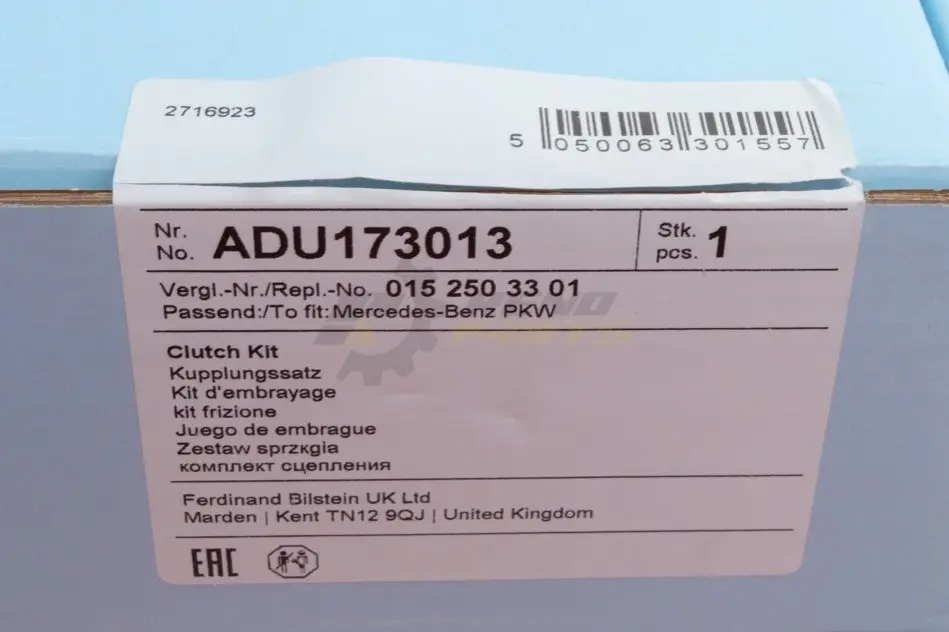 2716923
5 050063 301557
Nr. No. ADU173013 Stk. pcs. 1
Vergl.-Nr./Repl.-No. 015 250 33 01
Passend:/To fit: Mercedes-Benz PKW
Clutch Kit
Kupplungssatz
Kit d'embrayage
kit frizione
Juego de embrague
Zestaw sprzкgia
комплект сцепления
Ferdinand Bilstein UK Ltd
Marden | Kent TN12 9QJ | United Kingdom
EAC